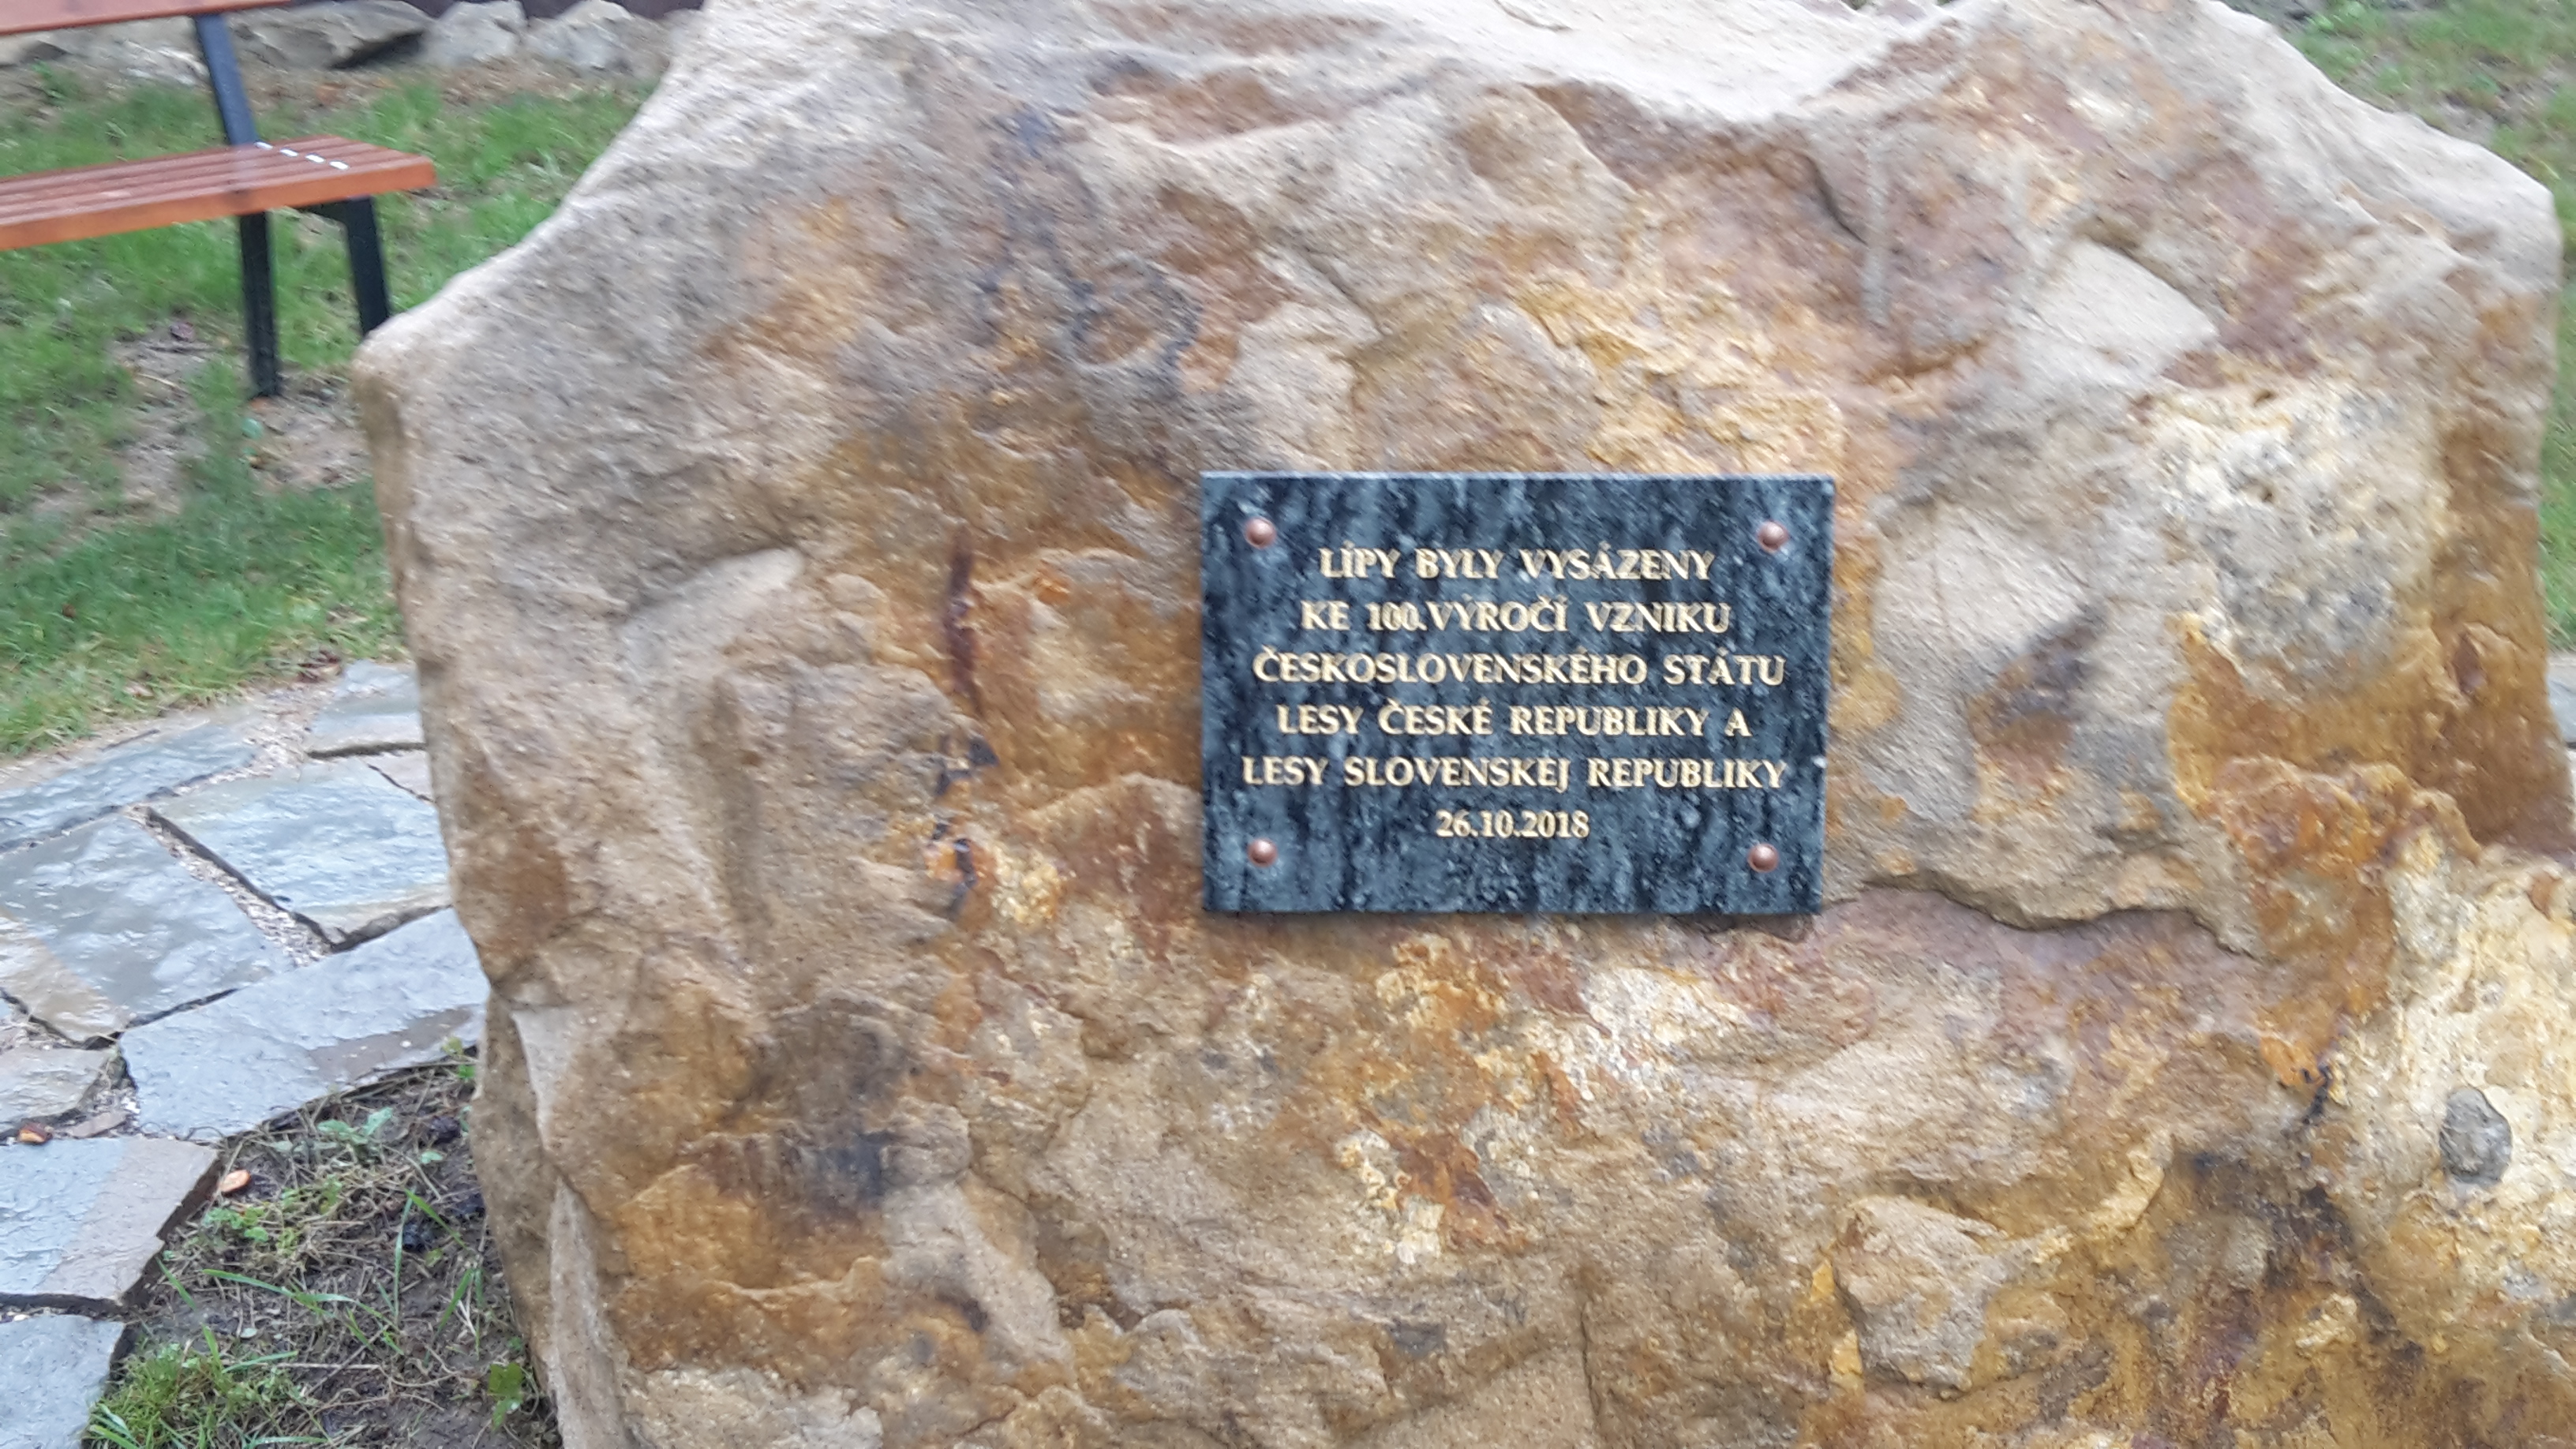 LÍPY BYLY VYSÁZENY
KE 100.VÝROČÍ VZNIKU
ČESKOSLOVENSKÉHO STÁTU
LESY ČESKÉ REPUBLIKY A
LESY SLOVENSKEJ REPUBLIKY
26.10.2018